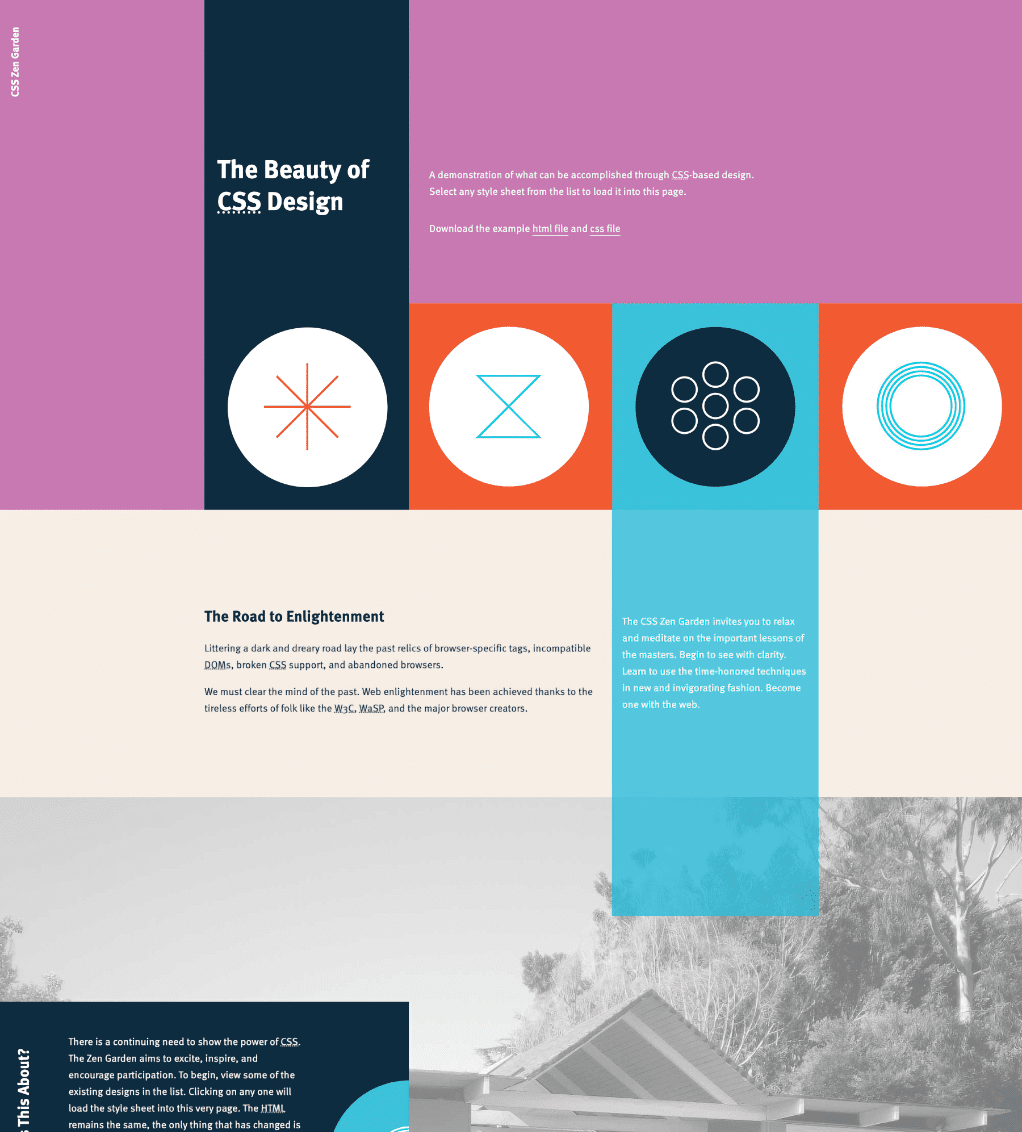 CSS Zen Garden
The Beauty of
CSS Design
A demonstration of what can be accomplished through CSS-based design.
Select any style sheet from the list to load it into this page.
Download the example html file and css file
The Road to Enlightenment
Littering a dark and dreary road lay the past relics of browser-specific tags, incompatible
DOMs, broken CSS support, and abandoned browsers.
We must clear the mind of the past. Web enlightenment has been achieved thanks to the
tireless efforts of folk like the W3C, WaSP, and the major browser creators.
The CSS Zen Garden invites you to relax
and meditate on the important lessons of
the masters. Begin to see with clarity.
Learn to use the time-honored techniques
in new and invigorating fashion. Become
one with the web.
This About?
There is a continuing need to show the power of CSS.
The Zen Garden aims to excite, inspire, and
encourage participation. To begin, view some of the
existing designs in the list. Clicking on any one will
load the style sheet into this very page. The HTML
remains the same, the only thing that has changed is